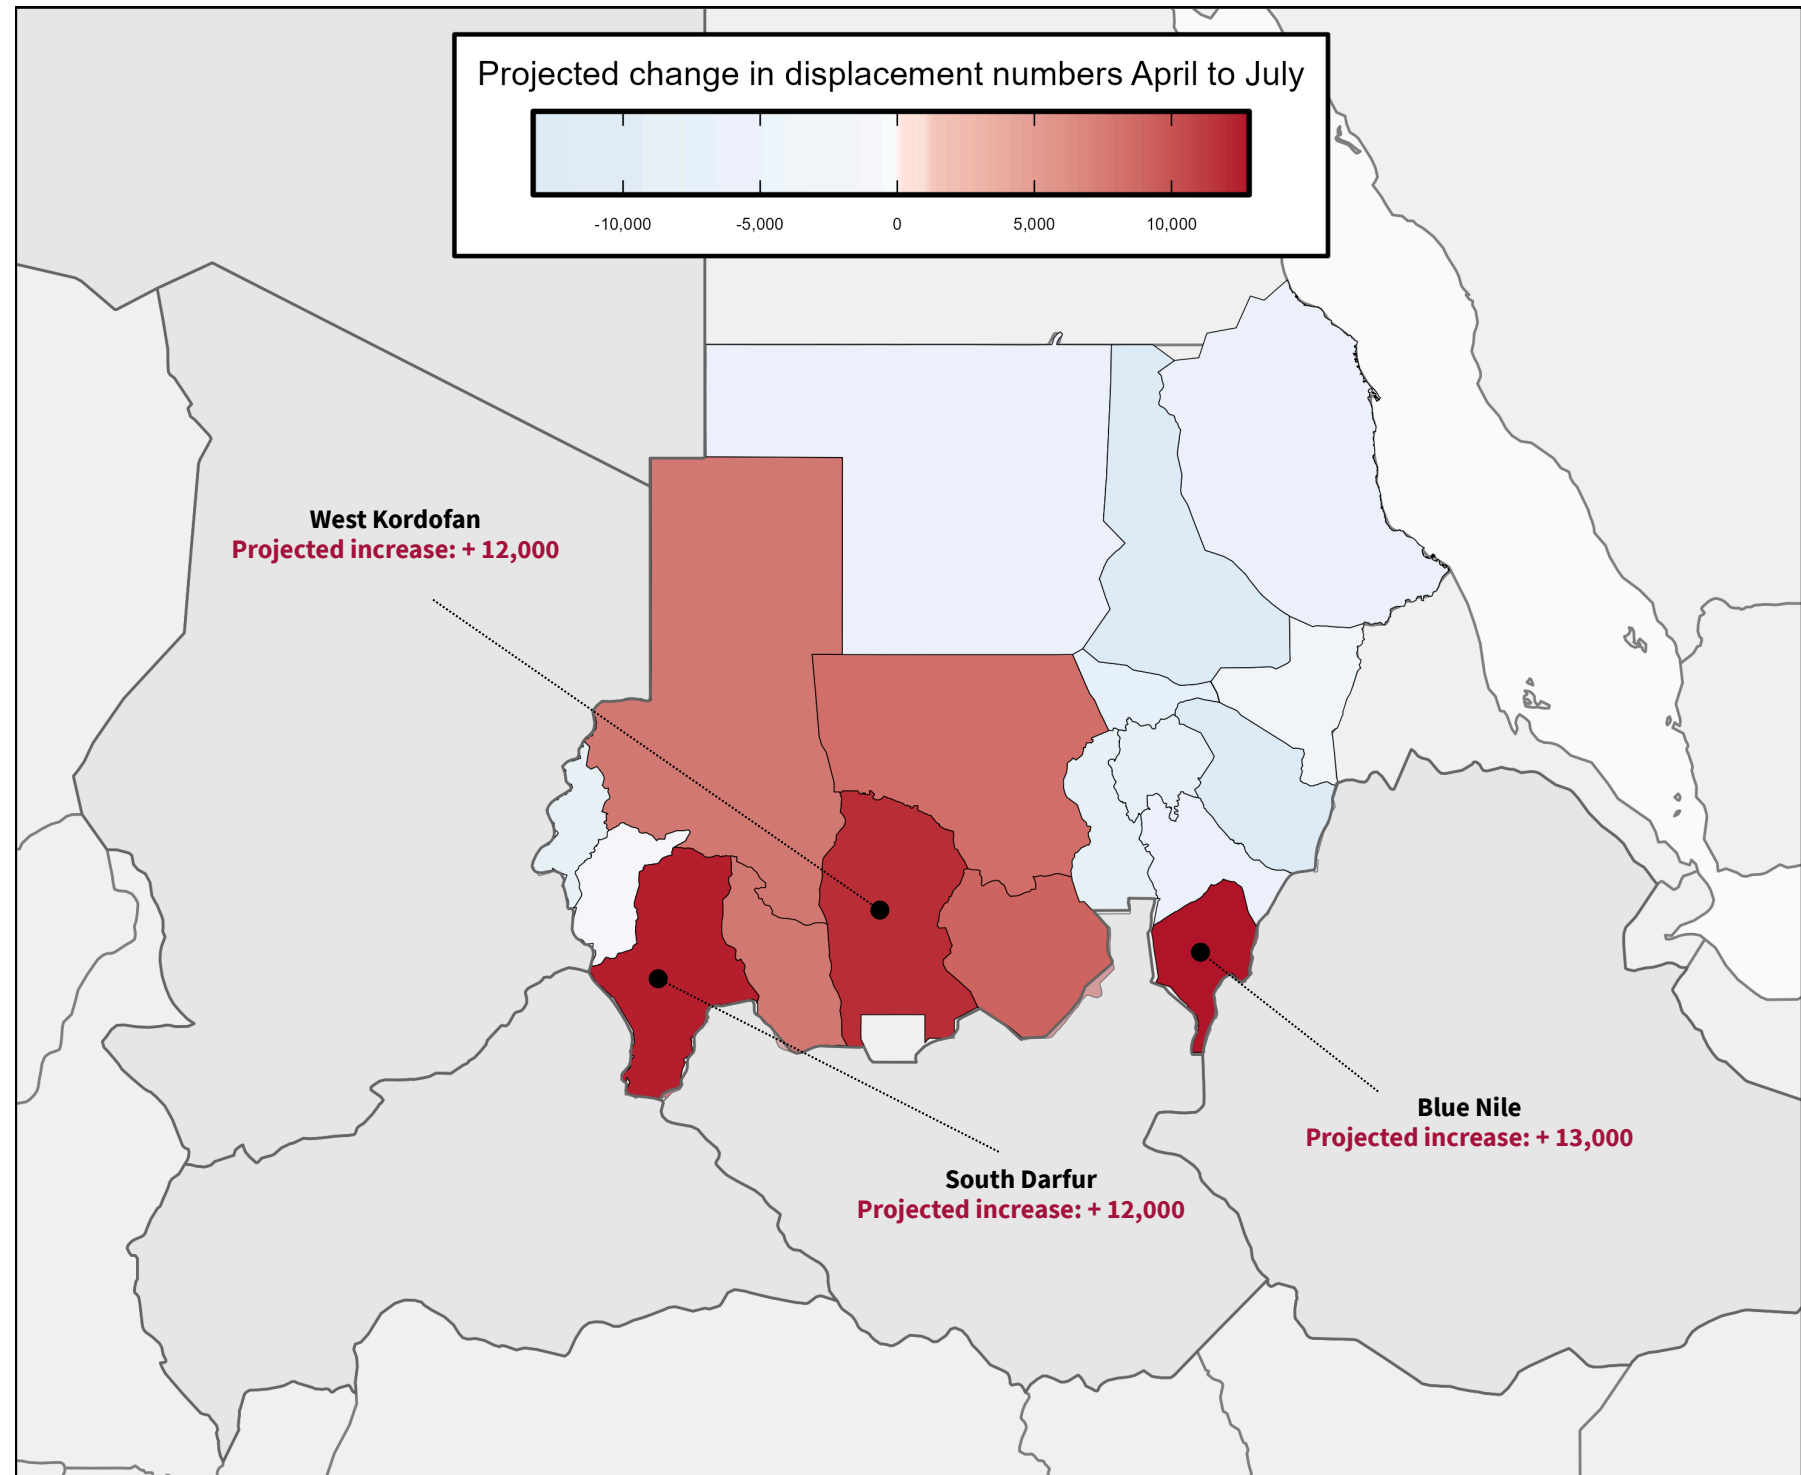 Projected change in displacement numbers April to July
-10,000
-5,000
0
5,000
10,000
West Kordofan
Projected increase: + 12,000
Blue Nile
Projected increase: + 13,000
South Darfur
Projected increase: + 12,000